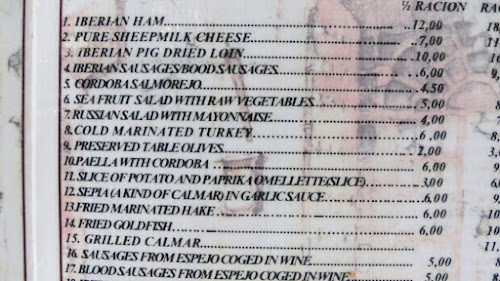 ½ RACION
1. IBERIAN HAM............12,00
2. PURE SHEEPMILK CHEESE............7,00
3. IBERIAN PIG DRIED LOIN............10,00
4. IBERIAN SAUSAGES/BOOD SAUSAGES............6,00
5. CORDOBA SALMOREJO............4,50
6. SEA FRUIT SALAD WITH RAW VEGETABLES............5,00
7. RUSSIAN SALAD WITH MAYONNAISE............4,00
8. COLD MARINATED TURKEY............6,00
9. PRESERVED TABLE OLIVES............2,00
10. PAELLA WITH CORDOBA............6,00
11. SLICE OF POTATO AND PAPRIKA OMELLETTE(SLICE)............3,00
12. SEPIA (A KIND OF CALMAR) IN GARLIC SAUCE............6,00
13. FRIED MARINATED HAKE............6,00
14. FRIED GOLDFISH............6,00
15. GRILLED CALMAR............
16. SAUSAGES FROM ESPEJO COGED IN WINE............5,00
17. BLOOD SAUSAGES FROM ESPEJO COGED IN WINE............5,00